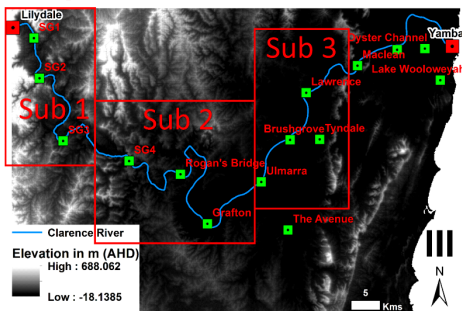 Lilydale
SG1
SG2
Sub 1
SG3
Sub 2
SG4
Rogan's Bridge
Grafton
Sub 3
Lawrence
Brushgrove
Tyndale
Ulmarra
The Avenue
Oyster Channel
Maclean
Yamba
Lake Wooloweyah
Clarence River
Elevation in m (AHD)
High : 688.062
Low : -18.1385
5
Kms
N